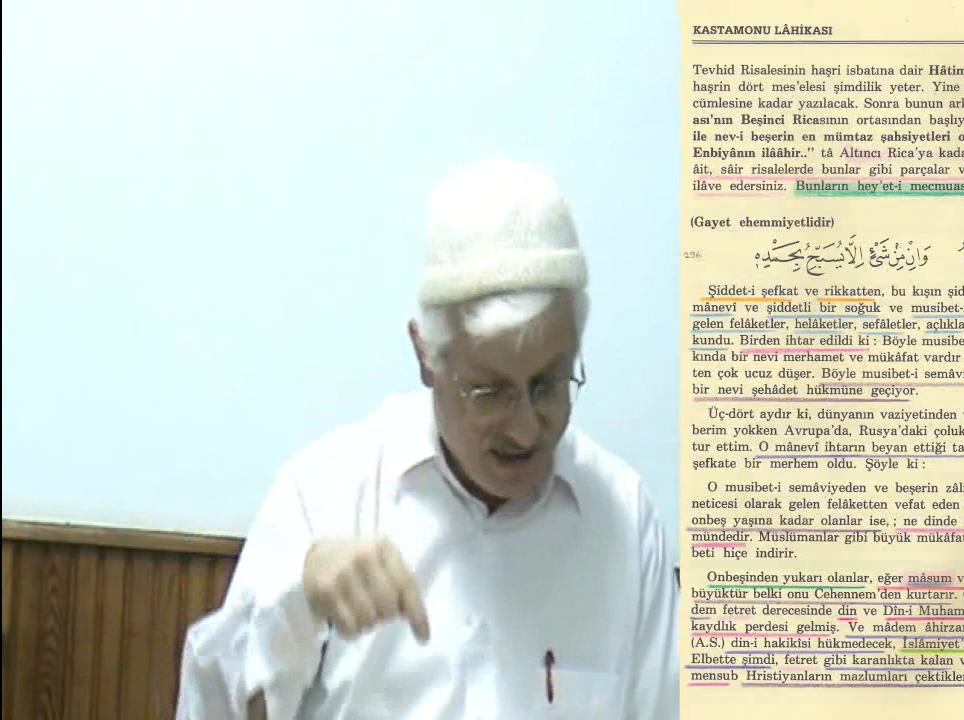 KASTAMONU LÂHİKASI
Tevhid Risalesinin haşri isbatına dair Hâtim
haşrin dört mes'elesi şimdilik yeter. Yine
cümlesine kadar yazılacak. Sonra bunun ar
ası'nın Beşinci Ricasının ortasından başlıy
ile nev-i beşerin en mümtaz şahsiyetleri o
Enbiyânın ilââhir.." tâ Altıncı Rica'ya kada
âit, sâir risalelerde bunlar gibi parçalar v
ilâve edersiniz. Bunların hey'et-i mecmuas
(Gayet ehemmiyetlidir)
296
وَاِنْ مِنْ شَيْءٍ اِلَّا يُسَبِّحُ بِحَمْدِهِ
Şiddet-i şefkat ve rikkatten, bu kışın şid
mânevî ve şiddetli bir soğuk ve musibet-
gelen felâketler, helâketler, sefâletler, açlıkla
kundu. Birden ihtar edildi ki: Böyle musibe
kında bir nevi merhamet ve mükâfat vardır
ten çok ucuz düşer. Böyle musibet-i semâvi
bir nevi şehâdet hükmüne geçiyor.
Üç-dört aydır ki, dünyanın vaziyetinden
berim yokken Avrupa'da, Rusya'daki çoluk
tur ettim. O mânevî ihtarın beyan ettiği ta
şefkate bir merhem oldu. Şöyle ki:
O musibet-i semâviyeden ve beşerin zâli
neticesi olarak gelen felâketten vefat eden
onbeş yaşına kadar olanlar ise,; ne dinde
mündedir. Müslümanlar gibi büyük mükâfat
beti hiçe indirir.
Onbeşinden yukarı olanlar, eğer mâsum v
büyüktür belki onu Cehennem'den kurtarır.
dem fetret derecesinde din ve Dîn-i Muham
kaydlık perdesi gelmiş. Ve mâdem âhirzar
(A.S.) din-i hakikîsi hükmedecek, İslâmiyet'
Elbette şimdi, fetret gibi karanlıkta kalan v
mensub Hristiyanların mazlumları çektikler